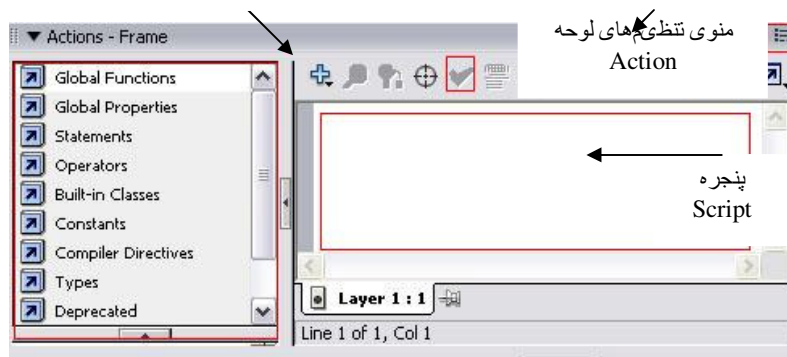 منوی تنظیم‌های لوحه
Action
Actions - Frame
Global Functions
Global Properties
Statements
Operators
Built-in Classes
Constants
Compiler Directives
Types
Deprecated
پنجره
Script
Layer 1 : 1
Line 1 of 1, Col 1